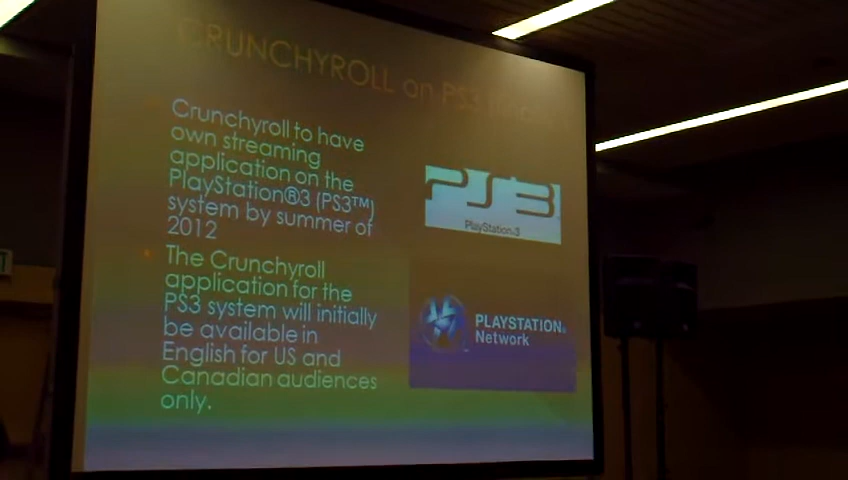 CRUNCHYROLL on PS3
Crunchyroll to have
own streaming
application on the
PlayStation®3 (PS3™)
system by summer of
2012
The Crunchyroll
application for the
PS3 system will initially
be available in
English for US and
Canadian audiences
only.
PS3
PlayStation®3
PLAYSTATION®
Network